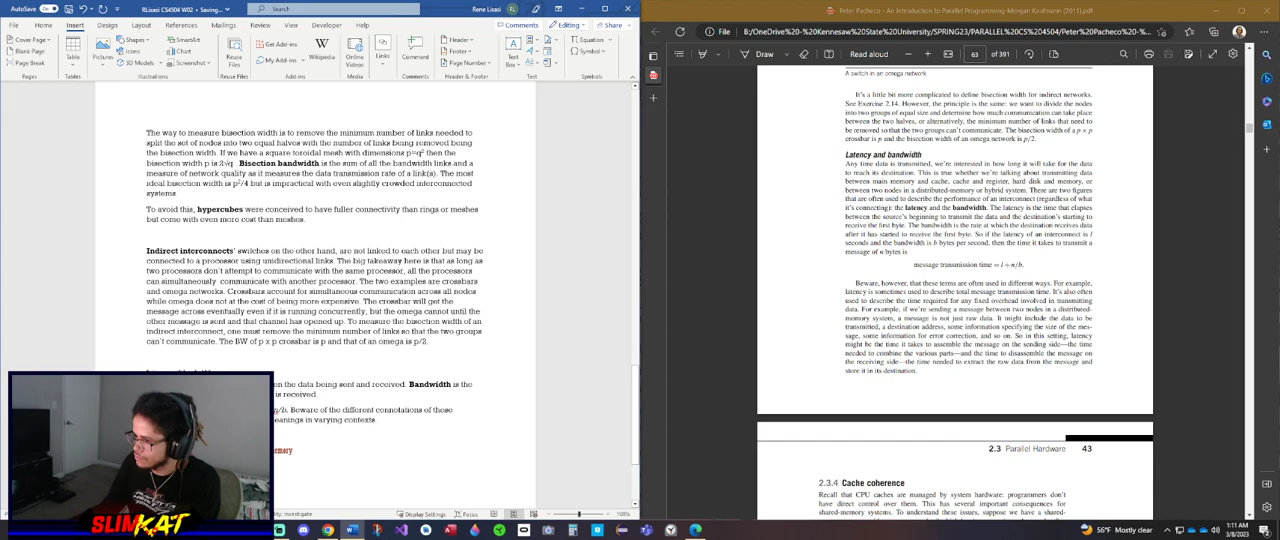 AutoSave On RLisasi CS4504 W02 • Saving... Search Rene Lisasi RL
File Home Insert Draw Design Layout References Mailings Review View Help Comments Editing Share
Cover Page
Blank Page
Page Break
Pages
Table
Tables
Pictures
Shapes
Icons
3D Models
SmartArt
Chart
Screenshot
Illustrations
Reuse Files
Reuse Files
Get Add-ins
My Add-ins
Wikipedia
Add-ins
Online Videos
Media
Links
Comment
Comments
Header
Footer
Page Number
Header & Footer
Text Box
Text
Equation
Symbol
Symbols
The way to measure bisection width is to remove the minimum number of links needed to
split the set of nodes into two equal halves with the number of links being removed being
the bisection width. If we have a square toroidal mesh with dimensions p=q² then the
bisection width p is 2√q Bisection bandwidth is the sum of all the bandwidth links and a
measure of network quality as it measures the data transmission rate of a link(s). The most
ideal bisection width is p²/4 but is impractical with even slightly crowded interconnected
systems.
To avoid this, hypercubes were conceived to have fuller connectivity than rings or meshes
but come with even more cost than meshes.
Indirect interconnects' switches on the other hand, are not linked to each other but may be
connected to a processor using unidirectional links. The big takeaway here is that as long as
two processors don't attempt to communicate with the same processor, all the processors
can simultaneously communicate with another processor. The two examples are crossbars
and omega networks. Crossbars account for simultaneous communication across all nodes
while omega does not at the cost of being more expensive. The crossbar will get the
message across eventually even if it is running concurrently, but the omega cannot until the
other message is sent and that channel has opened up. To measure the bisection width of an
indirect interconnect, one must remove the minimum number of links so that the two groups
can't communicate. The BW of p x p crossbar is p and that of an omega is p/2.
n the data being sent and received. Bandwidth is the
is received.
n/b. Beware of the different connotations of these
eanings in varying contexts.
emory
SLIMKAT
Accessibility: Investigate Display Settings Focus 100%
Peter Pacheco - An Introduction to Parallel Programming-Morgan Kaufmann (2011).pdf
File B:/OneDrive%20-%20Kennesaw%20State%20University/SPRING23/PARALLEL%20CS%204504/Peter%20Pacheco%20-%...
Draw Read aloud 63 of 391
A switch in an omega network
It's a little bit more complicated to define bisection width for indirect networks.
See Exercise 2.14. However, the principle is the same: we want to divide the nodes
into two groups of equal size and determine how much communication can take place
between the two halves, or alternatively, the minimum number of links that need to
be removed so that the two groups can't communicate. The bisection width of a p × p
crossbar is p and the bisection width of an omega network is p/2.
Latency and bandwidth
Any time data is transmitted, we're interested in how long it will take for the data
to reach its destination. This is true whether we're talking about transmitting data
between main memory and cache, cache and register, hard disk and memory, or
between two nodes in a distributed-memory or hybrid system. There are two figures
that are often used to describe the performance of an interconnect (regardless of what
it's connecting): the latency and the bandwidth. The latency is the time that elapses
between the source's beginning to transmit the data and the destination's starting to
receive the first byte. The bandwidth is the rate at which the destination receives data
after it has started to receive the first byte. So if the latency of an interconnect is l
seconds and the bandwidth is b bytes per second, then the time it takes to transmit a
message of n bytes is
message transmission time = l + n/b.
Beware, however, that these terms are often used in different ways. For example,
latency is sometimes used to describe total message transmission time. It's also often
used to describe the time required for any fixed overhead involved in transmitting
data. For example, if we're sending a message between two nodes in a distributed-
memory system, a message is not just raw data. It might include the data to be
transmitted, a destination address, some information specifying the size of the mes-
sage, some information for error correction, and so on. So in this setting, latency
might be the time it takes to assemble the message on the sending side—the time
needed to combine the various parts—and the time to disassemble the message on
the receiving side—the time needed to extract the raw data from the message and
store it in its destination.
2.3 Parallel Hardware 43
2.3.4 Cache coherence
Recall that CPU caches are managed by system hardware: programmers don't
have direct control over them. This has several important consequences for
shared-memory systems. To understand these issues, suppose we have a shared-
56°F Mostly clear
1:11 AM
3/8/2023